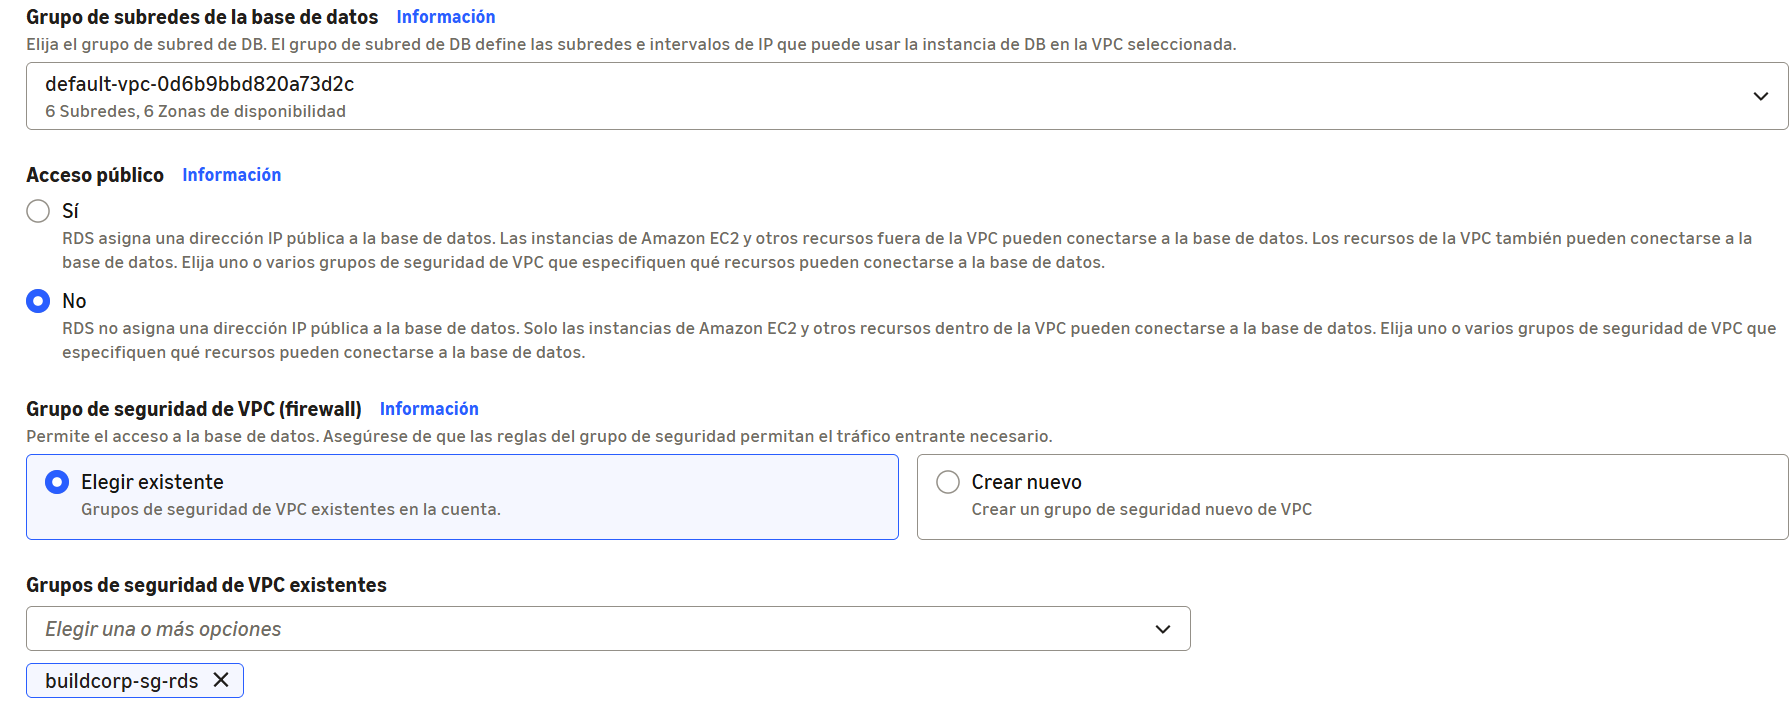 Grupo de subredes de la base de datos Información
Elija el grupo de subred de DB. El grupo de subred de DB define las subredes e intervalos de IP que puede usar la instancia de DB en la VPC seleccionada.
default-vpc-0d6b9bbd820a73d2c
6 Subredes, 6 Zonas de disponibilidad
Acceso público Información
Sí
RDS asigna una dirección IP pública a la base de datos. Las instancias de Amazon EC2 y otros recursos fuera de la VPC pueden conectarse a la base de datos. Los recursos de la VPC también pueden conectarse a la
base de datos. Elija uno o varios grupos de seguridad de VPC que especifiquen qué recursos pueden conectarse a la base de datos.
No
RDS no asigna una dirección IP pública a la base de datos. Solo las instancias de Amazon EC2 y otros recursos dentro de la VPC pueden conectarse a la base de datos. Elija uno o varios grupos de seguridad de VPC que
especifiquen qué recursos pueden conectarse a la base de datos.
Grupo de seguridad de VPC (firewall) Información
Permite el acceso a la base de datos. Asegúrese de que las reglas del grupo de seguridad permitan el tráfico entrante necesario.
Elegir existente
Grupos de seguridad de VPC existentes en la cuenta.
Crear nuevo
Crear un grupo de seguridad nuevo de VPC
Grupos de seguridad de VPC existentes
Elegir una o más opciones
buildcorp-sg-rds